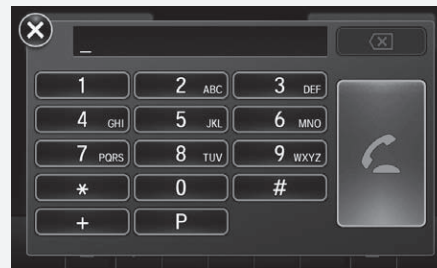 _
1 2 ABC 3 DEF
4 GHI 5 JKL 6 MNO
7 PQRS 8 TUV 9 WXYZ
* 0 #
+ P